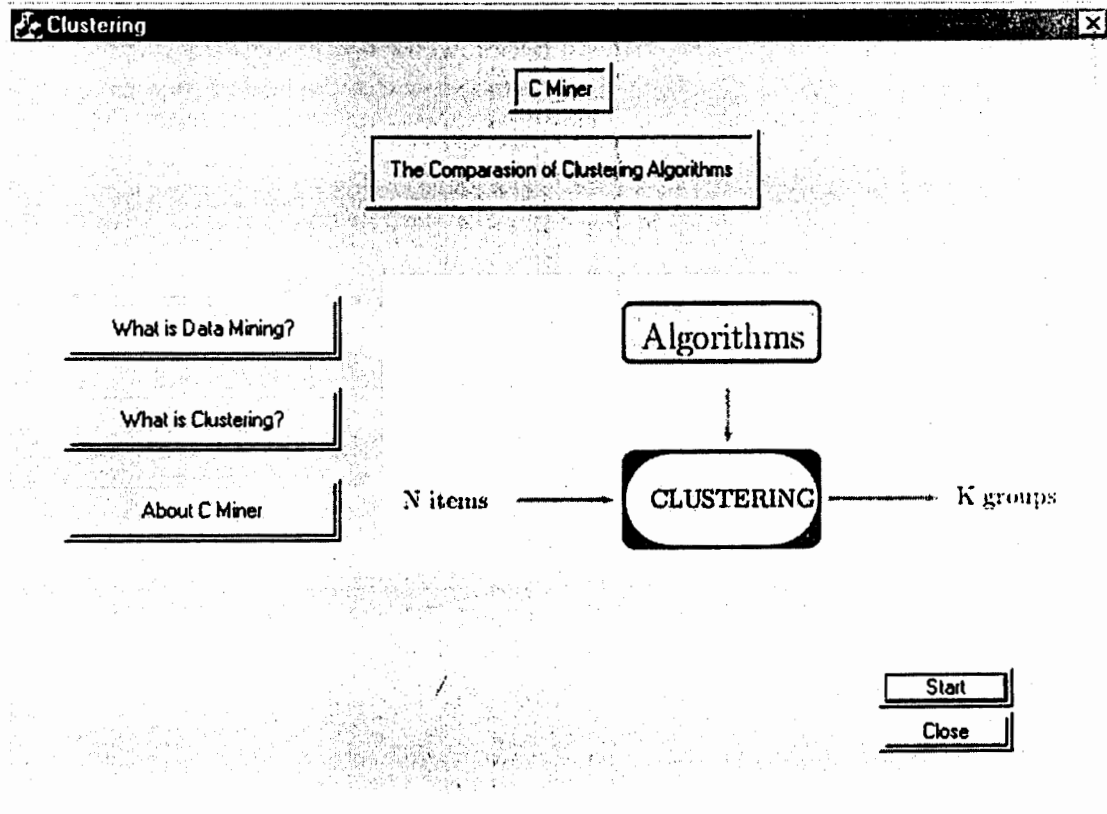 Clustering
C Miner
The Comparasion of Clustering Algorithms
What is Data Mining?
What is Clustering?
About C Miner
Algorithms
N items
CLUSTERING
K groups
Start
Close